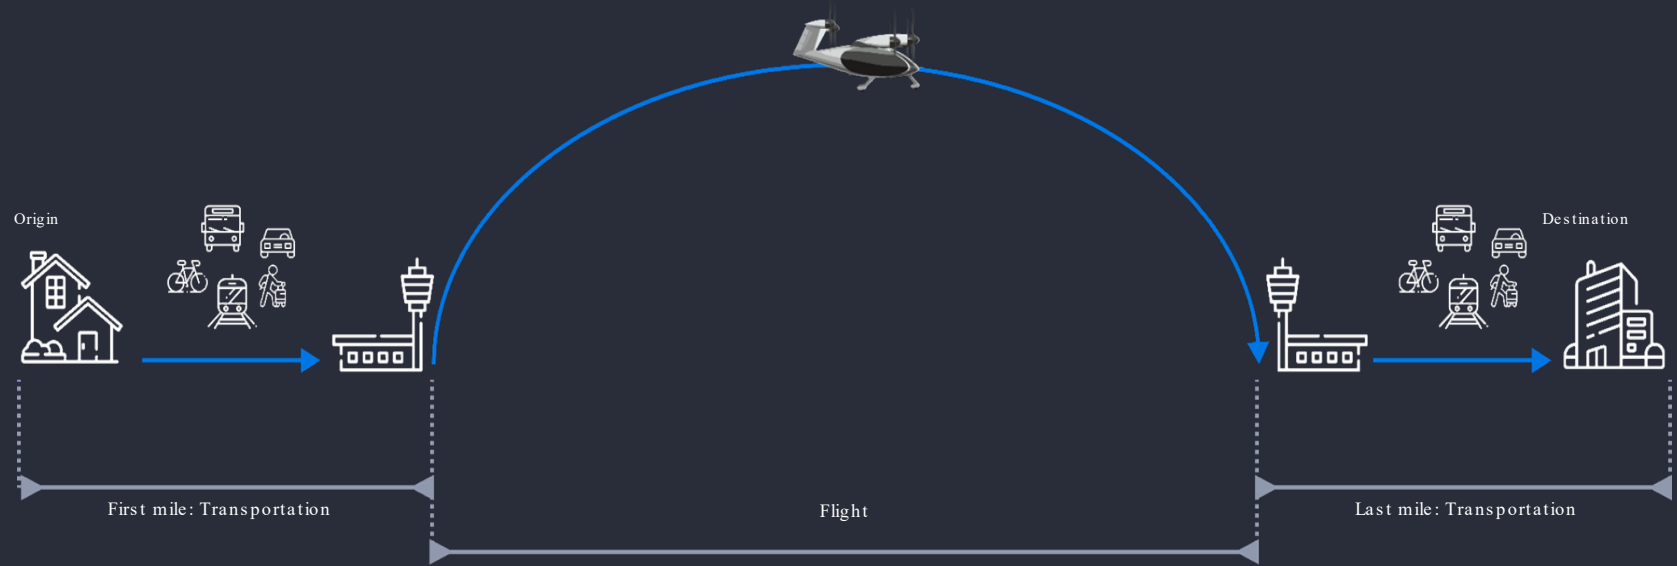 Origin
Destination
First mile: Transportation
Flight
Last mile: Transportation